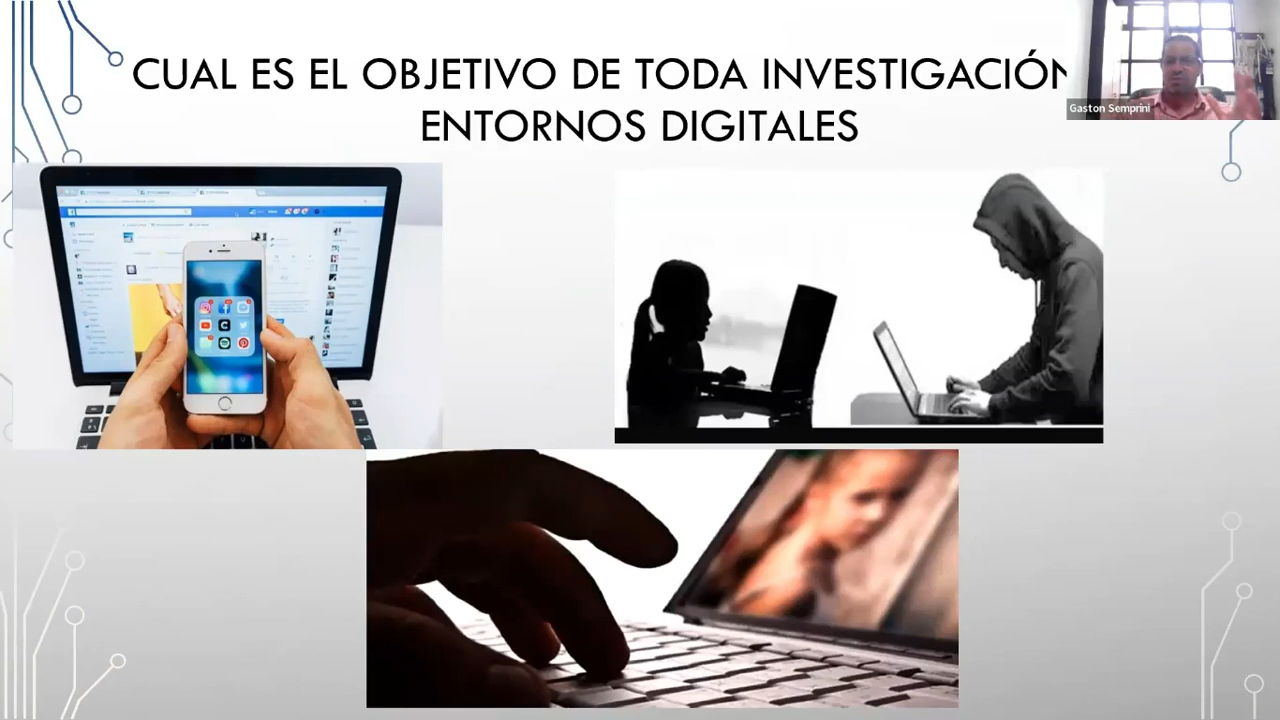 CUAL ES EL OBJETIVO DE TODA INVESTIGACIÓN
ENTORNOS DIGITALES
Gaston Semprini